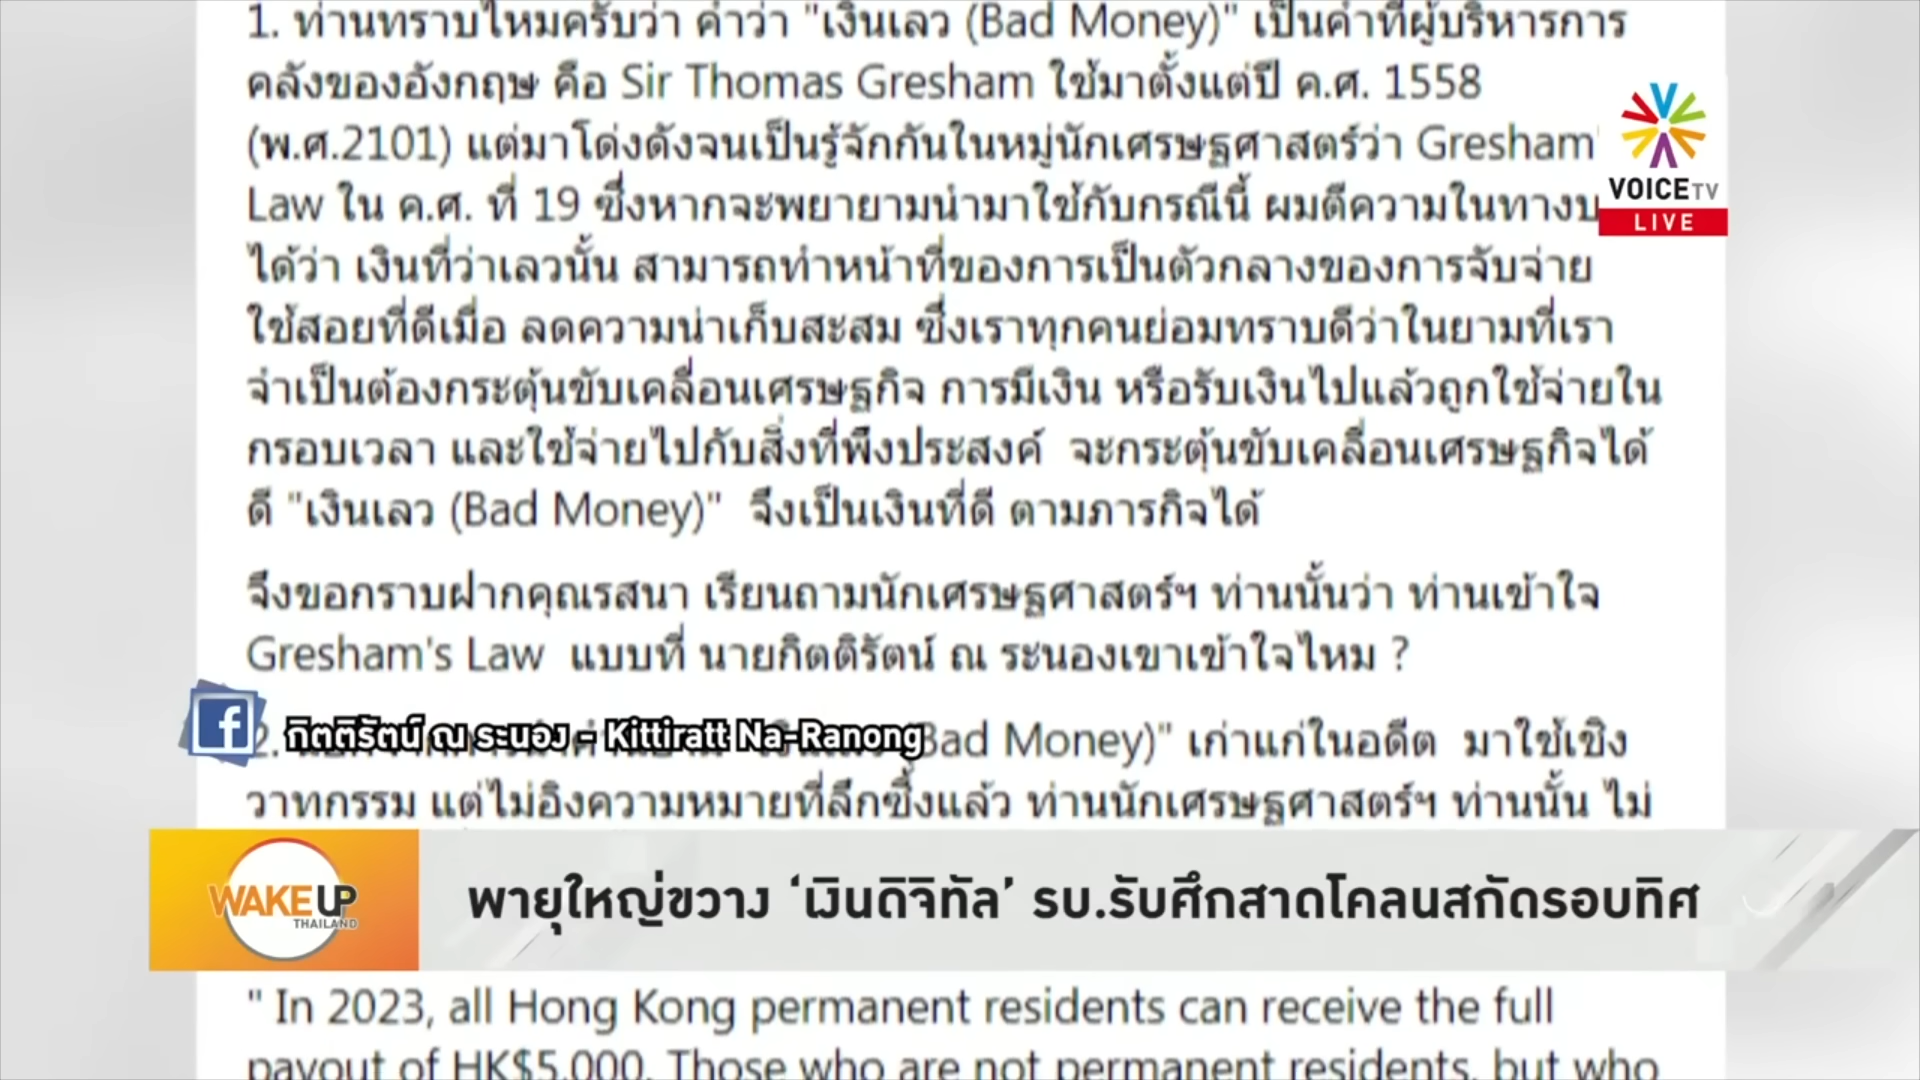 1. ท่านทราบไหมครับว่า คำว่า "เงินเลว (Bad Money)" เป็นคำที่ผู้บริหารการ
คลังของอังกฤษ คือ Sir Thomas Gresham ใช้มาตั้งแต่ปี ค.ศ. 1558
(พ.ศ.2101) แต่มาโด่งดังจนเป็นรู้จักกันในหมู่นักเศรษฐศาสตร์ว่า Gresham'
Law ใน ค.ศ. ที่ 19 ซึ่งหากจะพยายามนำมาใช้กับกรณีนี้ ผมตีความในทางบ
ได้ว่า เงินที่ว่าเลวนั้น สามารถทำหน้าที่ของการเป็นตัวกลางของการจับจ่าย
ใช้สอยที่ดีเมื่อ ลดความน่าเก็บสะสม ซึ่งเราทุกคนย่อมทราบดีว่าในยามที่เรา
จำเป็นต้องกระตุ้นขับเคลื่อนเศรษฐกิจ การมีเงิน หรือรับเงินไปแล้วถูกใช้จ่ายใน
กรอบเวลา และใช้จ่ายไปกับสิ่งที่พึงประสงค์ จะกระตุ้นขับเคลื่อนเศรษฐกิจได้
ดี "เงินเลว (Bad Money)" จึงเป็นเงินที่ดี ตามภารกิจได้
VOICE TV
LIVE
จึงขอกราบฝากคุณรสนา เรียนถามนักเศรษฐศาสตร์ฯ ท่านนั้นว่า ท่านเข้าใจ
Gresham's Law แบบที่ นายกิตติรัตน์ ณ ระนองเขาเข้าใจไหม ?
f กิตติรัตน์ ณ ระนอง - Kittiratt Na-Ranong
2. Bad Money)" เก่าแก่ในอดีต มาใช้เชิง
วาทกรรม แต่ไม่อิงความหมายที่ลึกซึ้งแล้ว ท่านนักเศรษฐศาสตร์ฯ ท่านนั้น ไม่
WAKE UP
THAILAND
พายุใหญ่ขวาง ‘เงินดิจิทัล’ รบ.รับศึกสาดโคลนสกัดรอบทิศ
" In 2023, all Hong Kong permanent residents can receive the full
payout of HK$5,000. Those who are not permanent residents, but who